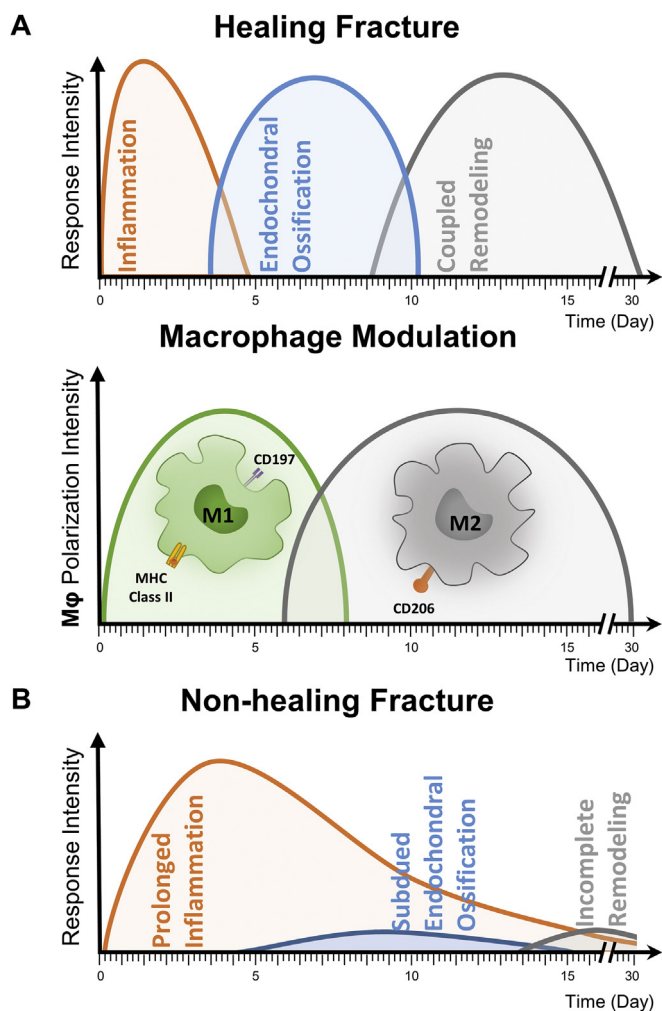 A
Healing Fracture
Response Intensity
Inflammation
Endochondral
Ossification
Coupled
Remodeling
0 5 10 15 30
Time (Day)
Macrophage Modulation
Mφ Polarization Intensity
M1
CD197
MHC
Class II
M2
CD206
0 5 10 15 30
Time (Day)
B
Non-healing Fracture
Response Intensity
Prolonged
Inflammation
Subdued
Endochondral
Ossification
Incomplete
Remodeling
0 5 10 15 30
Time (Day)